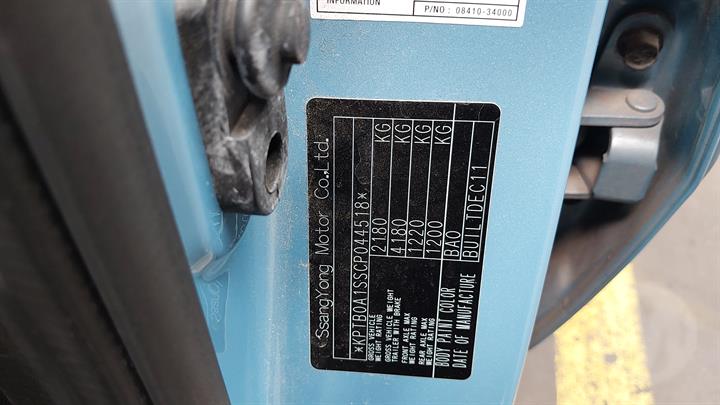 INFORMATION
P/NO : 08410-34000
SsangYong Motor Co.,Ltd.
*KPTB0A1SSCP044518*
GROSS VEHICLE WEIGHT RATING 2180 KG
GROSS VEHICLE WEIGHT TRAILER WITH BRAKE 4180 KG
FRONT AXLE MAX WEIGHT RATING 1220 KG
REAR AXLE MAX WEIGHT RATING 1200 KG
BODY PAINT COLOR BAO
DATE OF MANUFACTURE BUILTDEC11